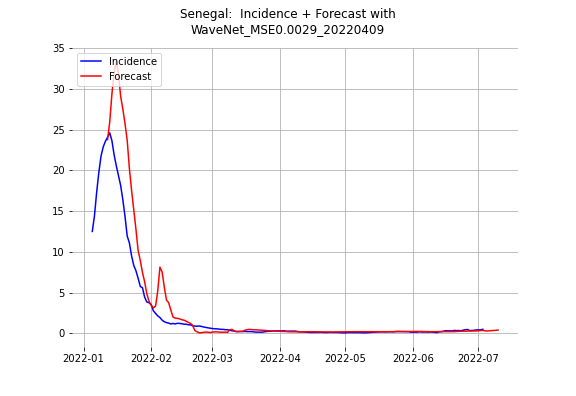 Senegal:  Incidence + Forecast with
WaveNet_MSE0.0029_20220409
Incidence
Forecast
35
30
25
20
15
10
5
0
2022-01 2022-02 2022-03 2022-04 2022-05 2022-06 2022-07